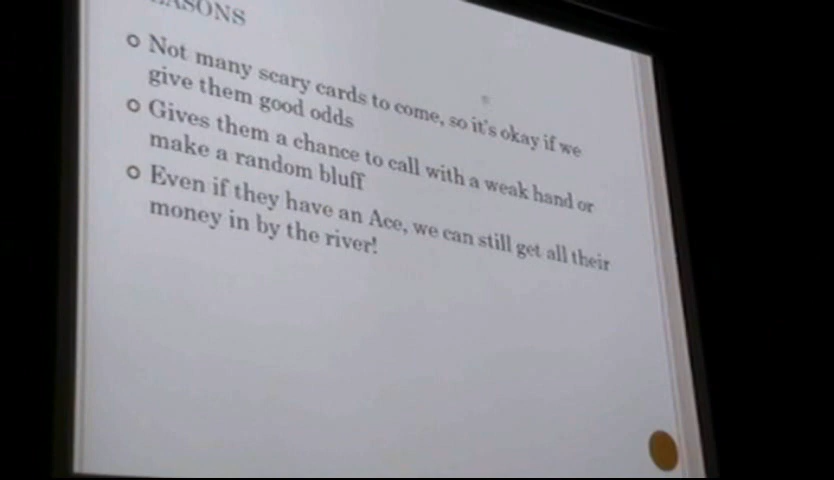 Not many scary cards to come, so it's okay if we
give them good odds
Gives them a chance to call with a weak hand or
make a random bluff
Even if they have an Ace, we can still get all their
money in by the river!